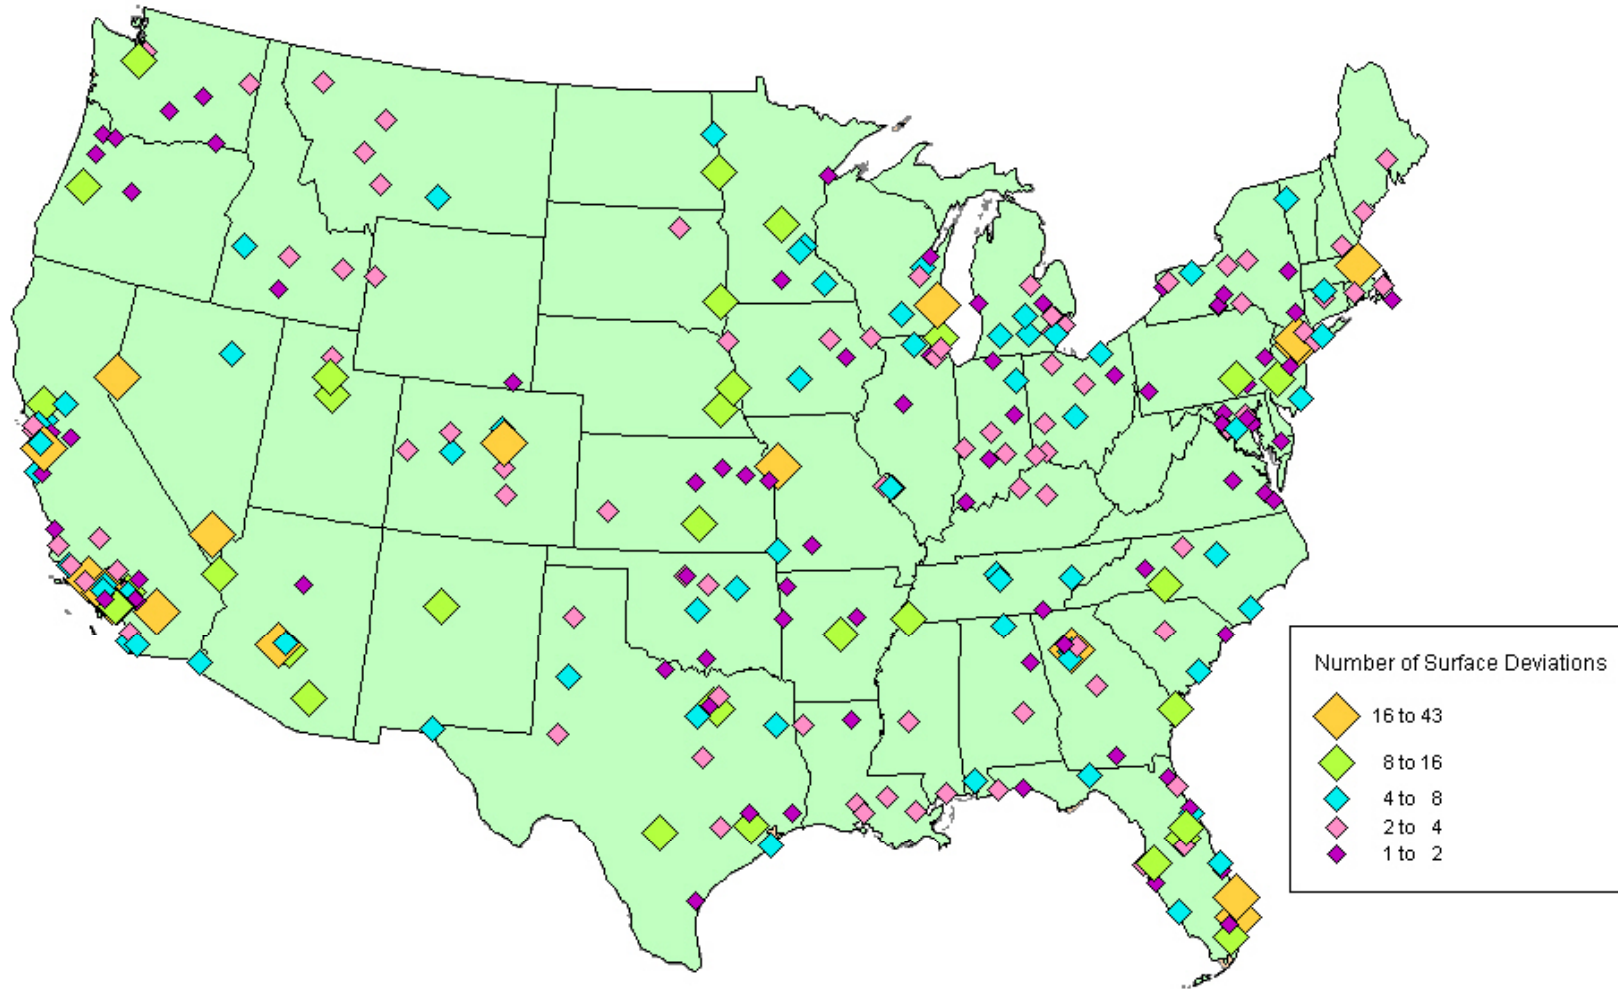 Number of Surface Deviations
16 to 43
8 to 16
4 to 8
2 to 4
1 to 2